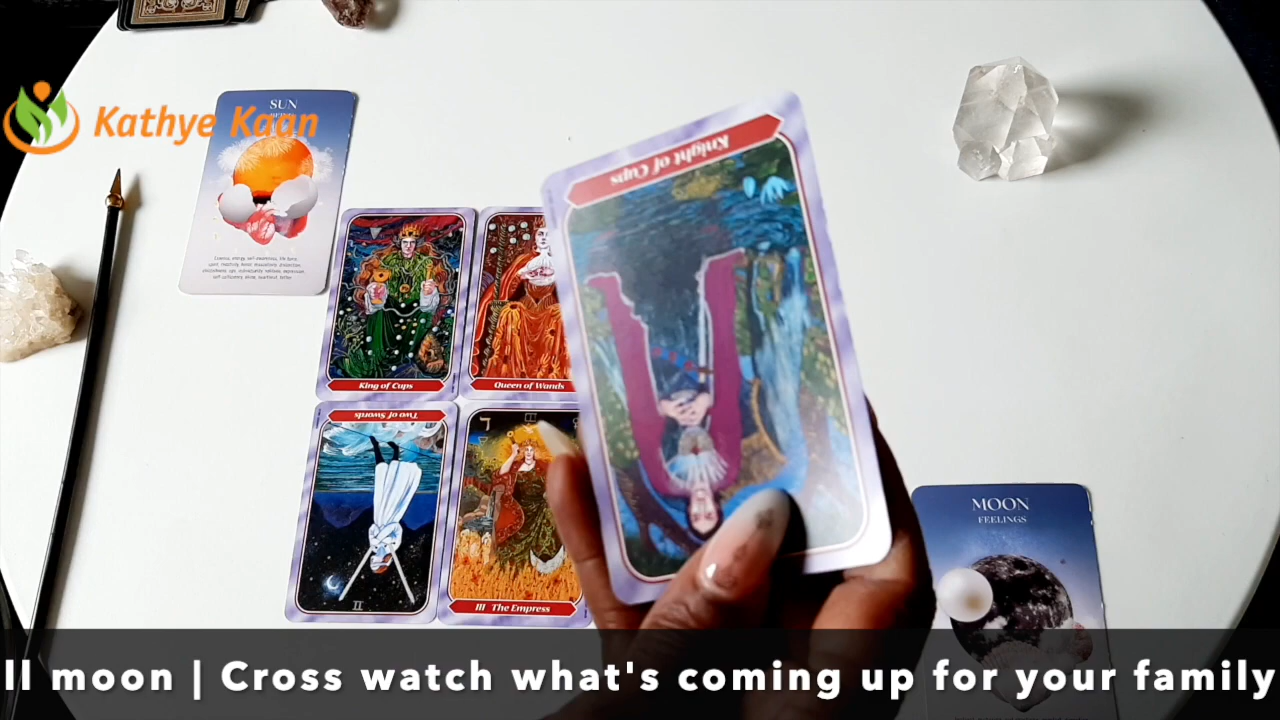 SUN
Kathye Kaan
Knight of Cups
King of Cups
Queen of Wands
Two of Swords
II
III The Empress
MOON
FEELINGS
ll moon | Cross watch what's coming up for your family